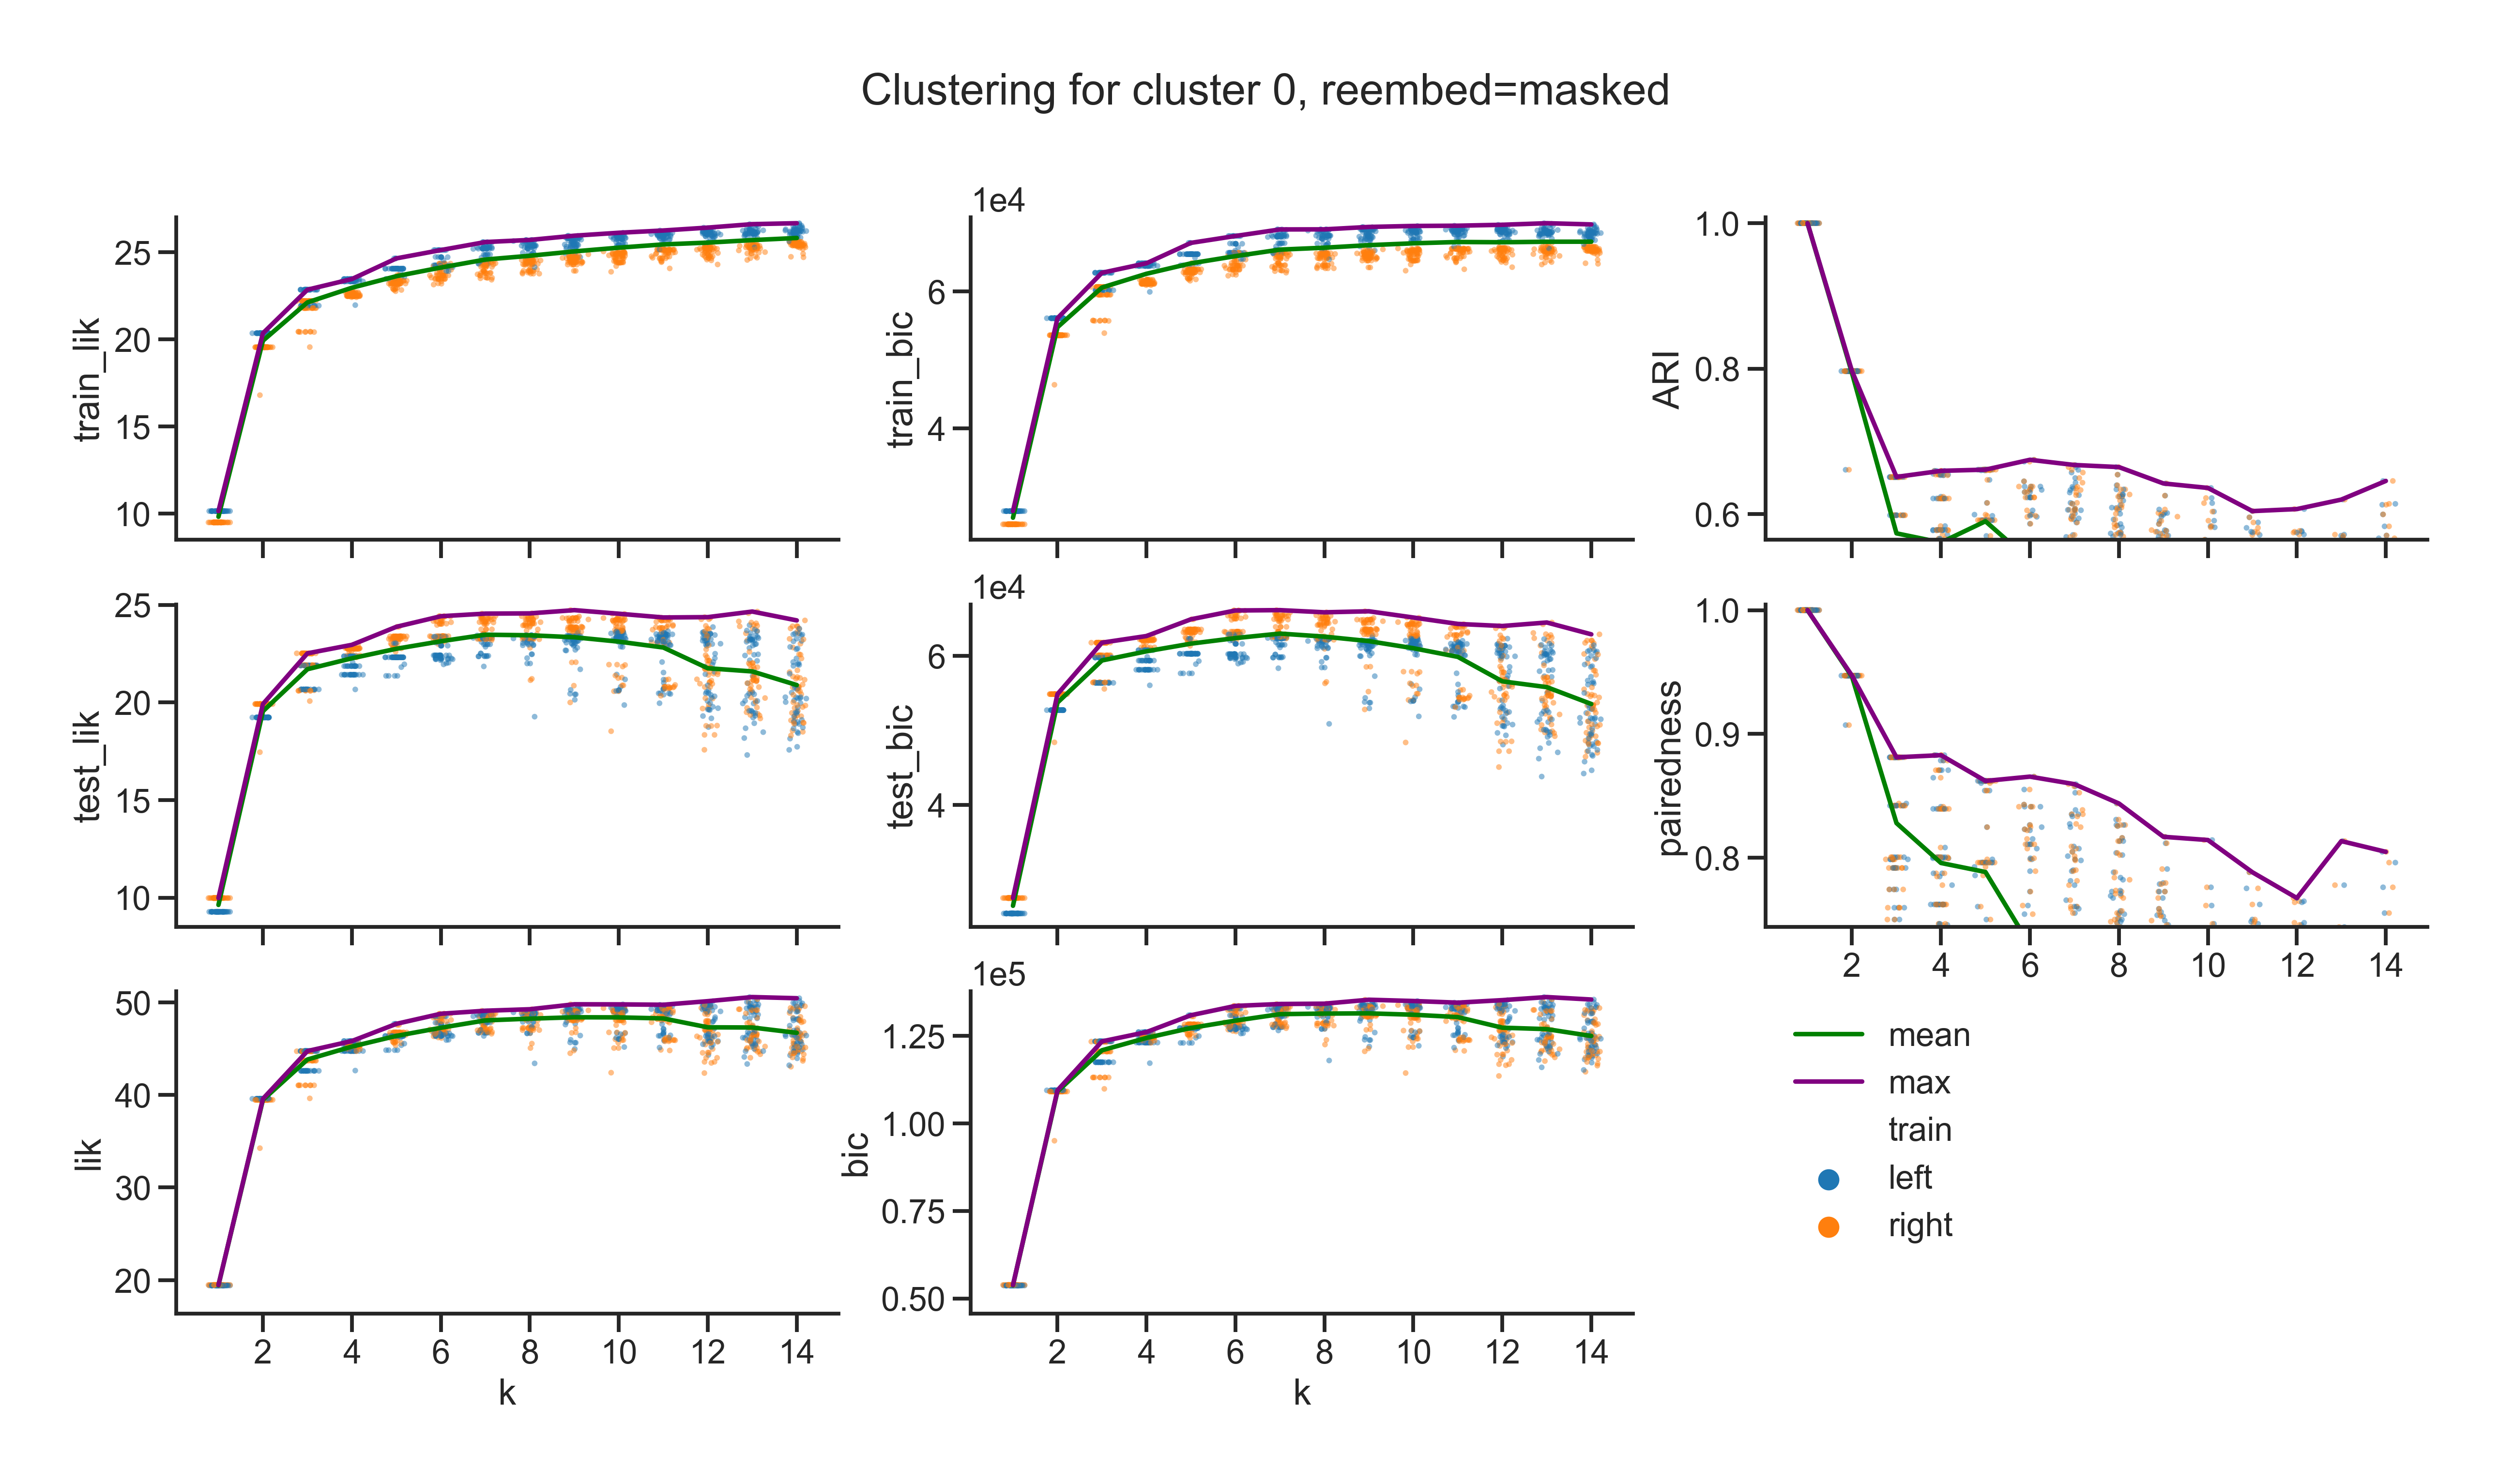 Clustering for cluster 0, reembed=masked
train_lik
25
20
15
10
1e4
train_bic
6
4
ARI
1.0
0.8
0.6
test_lik
25
20
15
10
1e4
test_bic
6
4
pairedness
1.0
0.9
0.8
2 4 6 8 10 12 14
lik
50
40
30
20
2 4 6 8 10 12 14
k
1e5
bic
1.25
1.00
0.75
0.50
2 4 6 8 10 12 14
k
mean
max
train
left
right